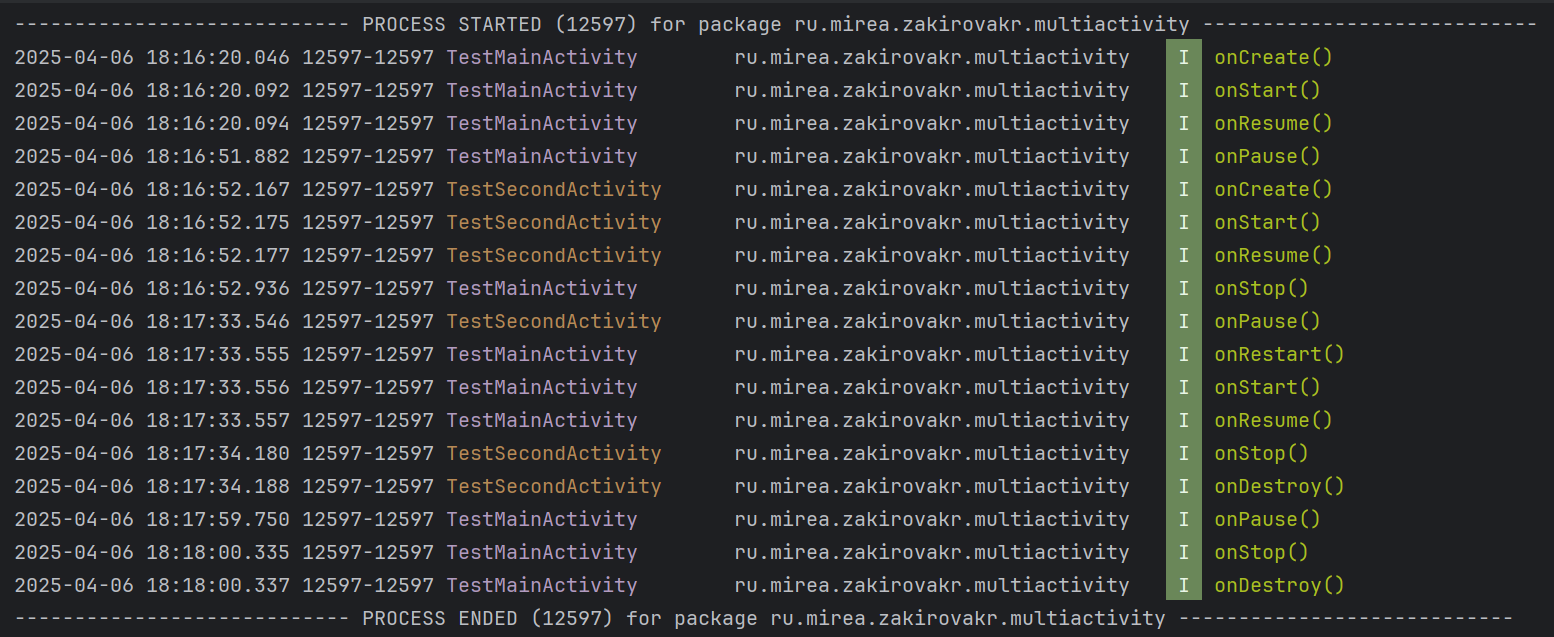 ---------------------------- PROCESS STARTED (12597) for package ru.mirea.zakirovakr.multiactivity ----------------------------
2025-04-06 18:16:20.046 12597-12597 TestMainActivity        ru.mirea.zakirovakr.multiactivity   I  onCreate()
2025-04-06 18:16:20.092 12597-12597 TestMainActivity        ru.mirea.zakirovakr.multiactivity   I  onStart()
2025-04-06 18:16:20.094 12597-12597 TestMainActivity        ru.mirea.zakirovakr.multiactivity   I  onResume()
2025-04-06 18:16:51.882 12597-12597 TestMainActivity        ru.mirea.zakirovakr.multiactivity   I  onPause()
2025-04-06 18:16:52.167 12597-12597 TestSecondActivity      ru.mirea.zakirovakr.multiactivity   I  onCreate()
2025-04-06 18:16:52.175 12597-12597 TestSecondActivity      ru.mirea.zakirovakr.multiactivity   I  onStart()
2025-04-06 18:16:52.177 12597-12597 TestSecondActivity      ru.mirea.zakirovakr.multiactivity   I  onResume()
2025-04-06 18:16:52.936 12597-12597 TestMainActivity        ru.mirea.zakirovakr.multiactivity   I  onStop()
2025-04-06 18:17:33.546 12597-12597 TestSecondActivity      ru.mirea.zakirovakr.multiactivity   I  onPause()
2025-04-06 18:17:33.555 12597-12597 TestMainActivity        ru.mirea.zakirovakr.multiactivity   I  onRestart()
2025-04-06 18:17:33.556 12597-12597 TestMainActivity        ru.mirea.zakirovakr.multiactivity   I  onStart()
2025-04-06 18:17:33.557 12597-12597 TestMainActivity        ru.mirea.zakirovakr.multiactivity   I  onResume()
2025-04-06 18:17:34.180 12597-12597 TestSecondActivity      ru.mirea.zakirovakr.multiactivity   I  onStop()
2025-04-06 18:17:34.188 12597-12597 TestSecondActivity      ru.mirea.zakirovakr.multiactivity   I  onDestroy()
2025-04-06 18:17:59.750 12597-12597 TestMainActivity        ru.mirea.zakirovakr.multiactivity   I  onPause()
2025-04-06 18:18:00.335 12597-12597 TestMainActivity        ru.mirea.zakirovakr.multiactivity   I  onStop()
2025-04-06 18:18:00.337 12597-12597 TestMainActivity        ru.mirea.zakirovakr.multiactivity   I  onDestroy()
---------------------------- PROCESS ENDED (12597) for package ru.mirea.zakirovakr.multiactivity ----------------------------